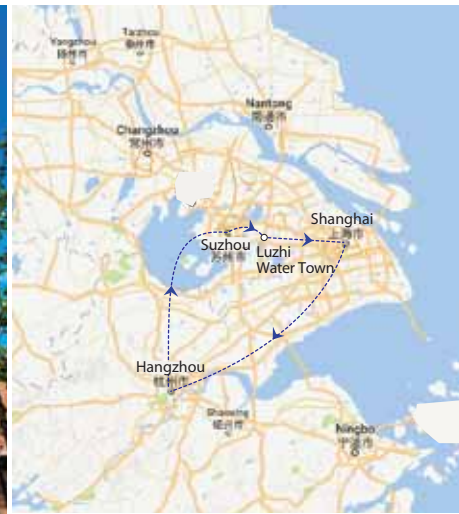 Taizhou
泰州市
Yangzhou
扬州市
Nantong
南通市
Changzhou
常州市
Shanghai
上海市
Suzhou
苏州市
Luzhi
Water Town
Hangzhou
杭州市
Shaoxing
绍兴市
Ningbo
宁波市